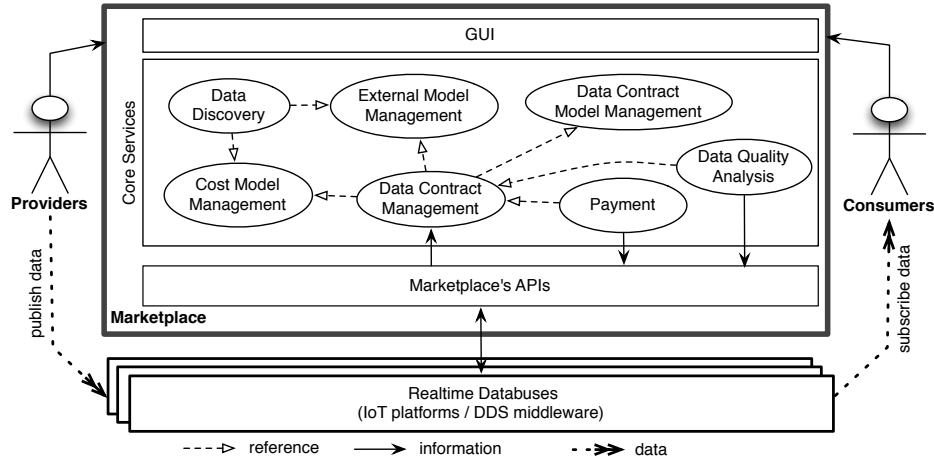 GUI
Core Services
Data
Discovery
External Model
Management
Data Contract
Model Management
Cost Model
Management
Data Contract
Management
Payment
Data Quality
Analysis
Providers
Consumers
publish data
subscribe data
Marketplace's APIs
Marketplace
Realtime Databuses
(IoT platforms / DDS middleware)
reference
information
data